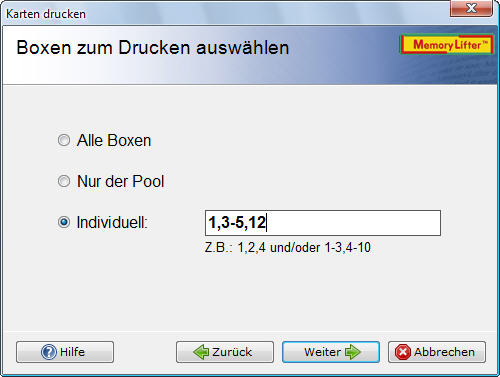 Karten drucken
Boxen zum Drucken auswählen
MemoryLifter™
Alle Boxen
Nur der Pool
Individuell: 1,3-5,12
Z.B.: 1,2,4 und/oder 1-3,4-10
Hilfe Zurück Weiter Abbrechen